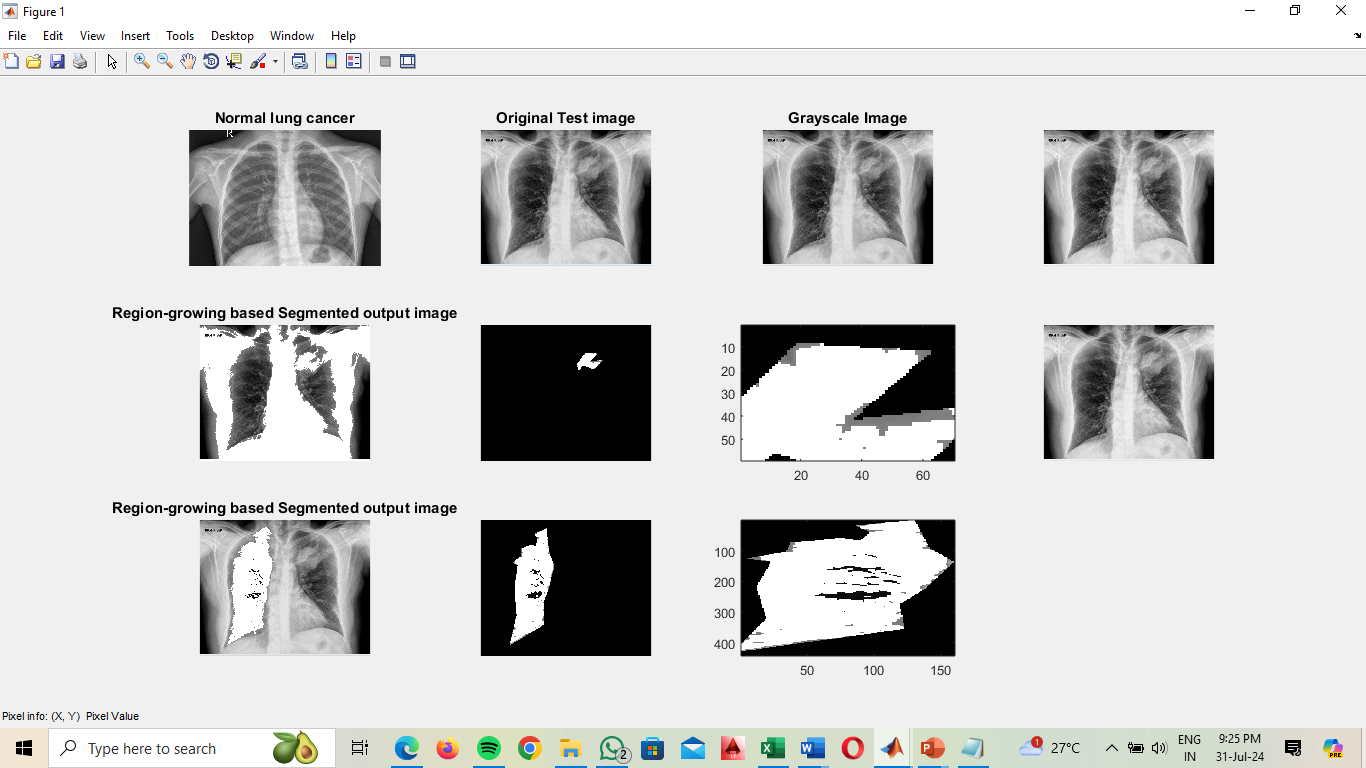 Figure 1
File Edit View Insert Tools Desktop Window Help
Normal lung cancer
Original Test image
Grayscale Image
R
Region-growing based Segmented output image
10
20
30
40
50
20 40 60
Region-growing based Segmented output image
100
200
300
400
50 100 150
Pixel info: (X, Y) Pixel Value
Type here to search
2
1
27°C
ENG
IN
9:25 PM
31-Jul-24
PRE